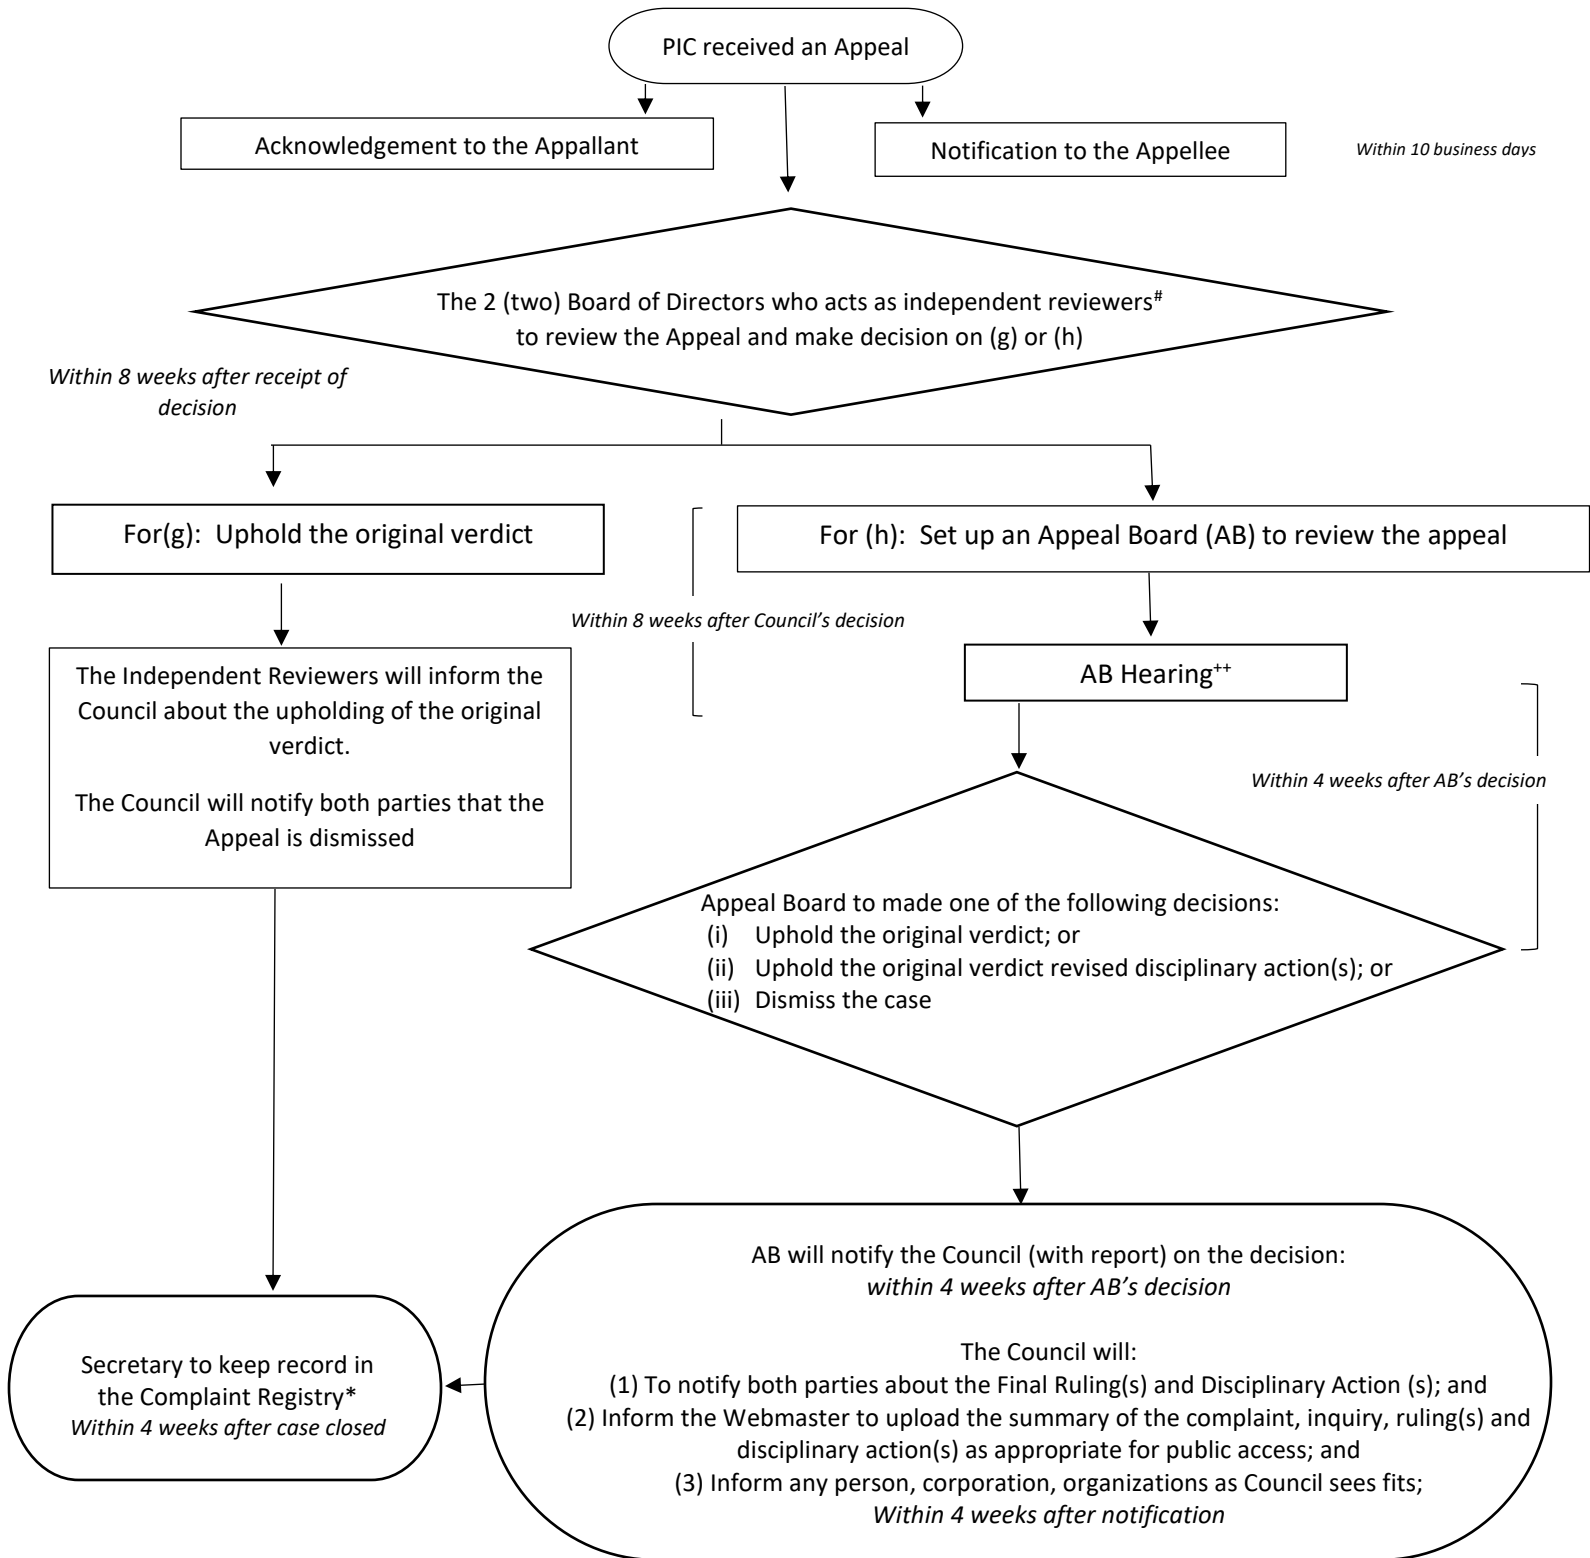 PIC received an Appeal
Acknowledgement to the Appallant
Notification to the Appellee
Within 10 business days
The 2 (two) Board of Directors who acts as independent reviewers#
to review the Appeal and make decision on (g) or (h)
Within 8 weeks after receipt of
decision
For(g): Uphold the original verdict
For (h): Set up an Appeal Board (AB) to review the appeal
Within 8 weeks after Council’s decision
The Independent Reviewers will inform the
Council about the upholding of the original
verdict.
The Council will notify both parties that the
Appeal is dismissed
AB Hearing++
Within 4 weeks after AB’s decision
Appeal Board to made one of the following decisions:
(i) Uphold the original verdict; or
(ii) Uphold the original verdict revised disciplinary action(s); or
(iii) Dismiss the case
AB will notify the Council (with report) on the decision:
within 4 weeks after AB’s decision
The Council will:
(1) To notify both parties about the Final Ruling(s) and Disciplinary Action (s); and
(2) Inform the Webmaster to upload the summary of the complaint, inquiry, ruling(s) and
disciplinary action(s) as appropriate for public access; and
(3) Inform any person, corporation, organizations as Council sees fits;
Within 4 weeks after notification
Secretary to keep record in
the Complaint Registry*
Within 4 weeks after case closed